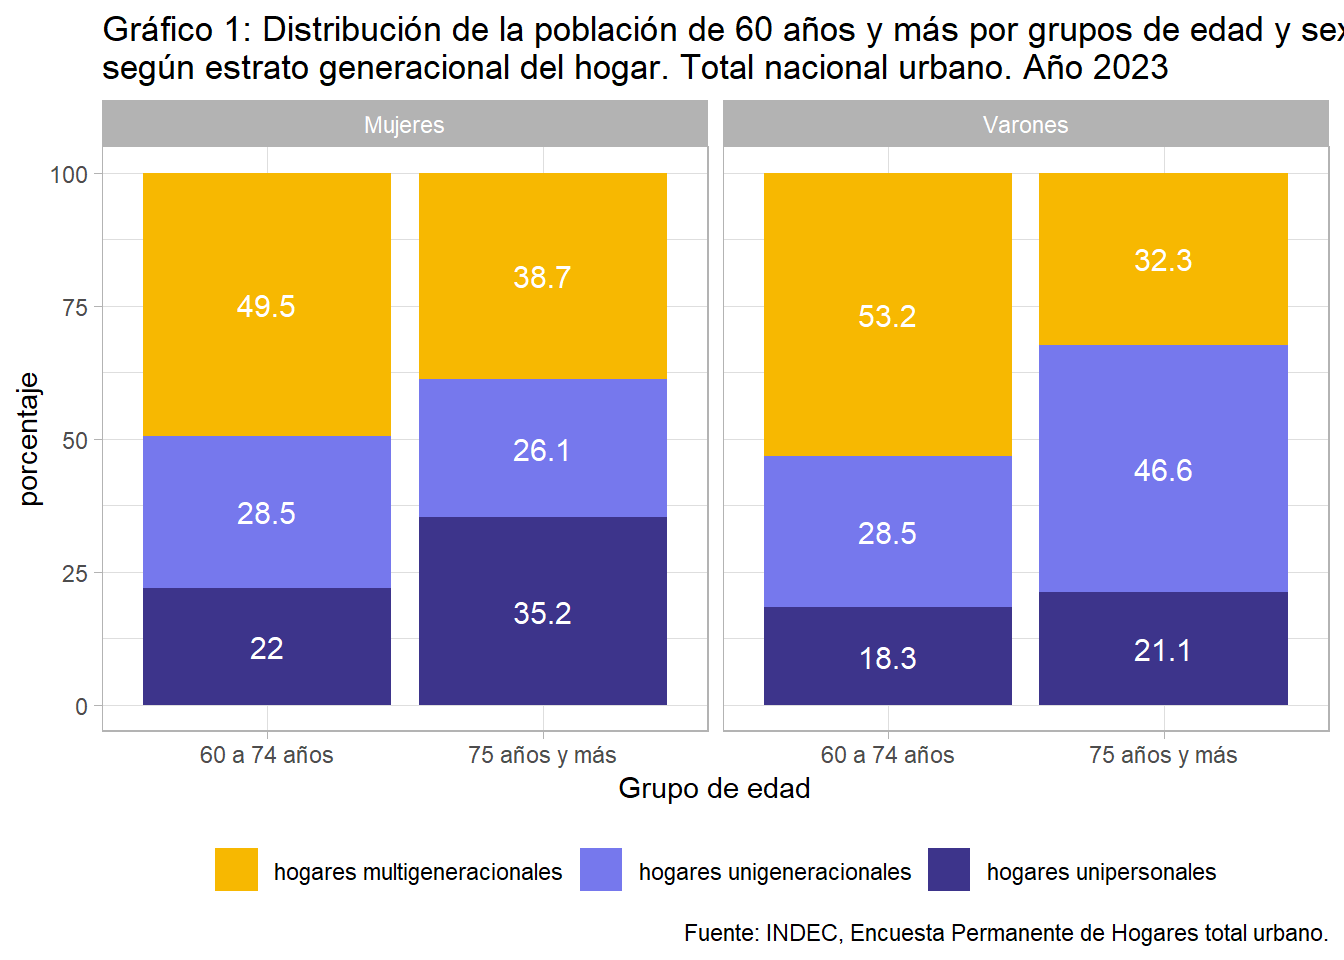 Gráfico 1: Distribución de la población de 60 años y más por grupos de edad y
según estrato generacional del hogar. Total nacional urbano. Año 2023
Mujeres Varones
100
75
50
25
0
porcentaje
49.5 38.7 53.2 32.3
28.5 26.1 28.5 46.6
22 35.2 18.3 21.1
60 a 74 años 75 años y más 60 a 74 años 75 años y más
Grupo de edad
hogares multigeneracionales hogares unigeneracionales hogares unipersonales
Fuente: INDEC, Encuesta Permanente de Hogares total urbano.